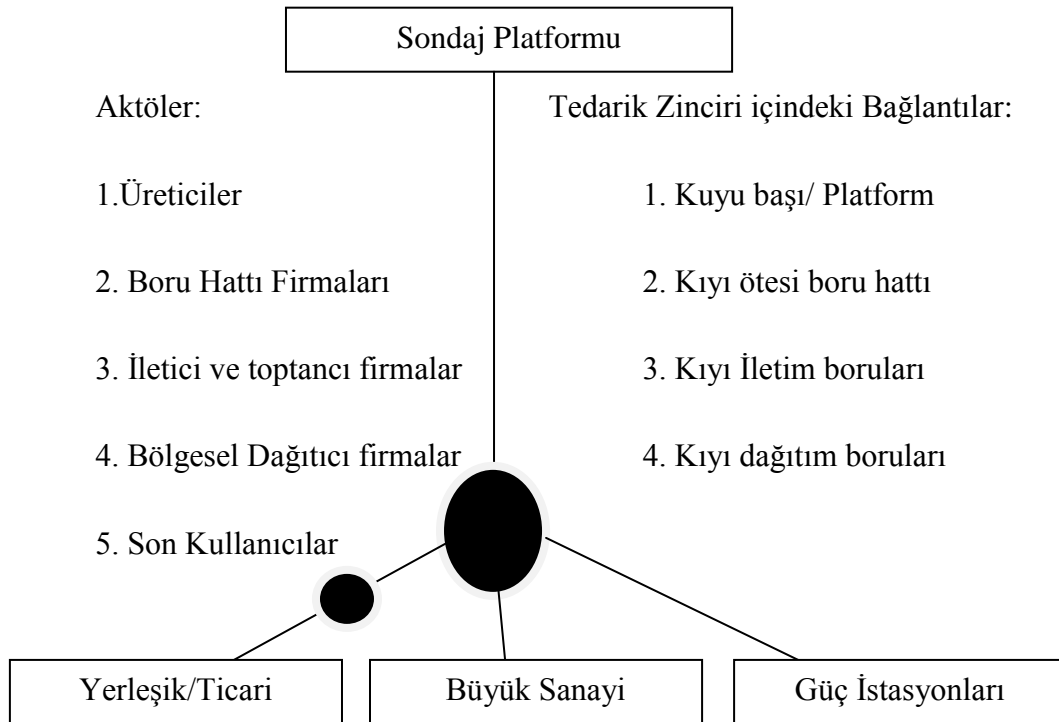 Sondaj Platformu
Aktöler:
1.Üreticiler
2. Boru Hattı Firmaları
3. İletici ve toptancı firmalar
4. Bölgesel Dağıtıcı firmalar
5. Son Kullanıcılar
Tedarik Zinciri içindeki Bağlantılar:
1. Kuyu başı/ Platform
2. Kıyı ötesi boru hattı
3. Kıyı İletim boruları
4. Kıyı dağıtım boruları
Yerleşik/Ticari
Büyük Sanayi
Güç İstasyonları